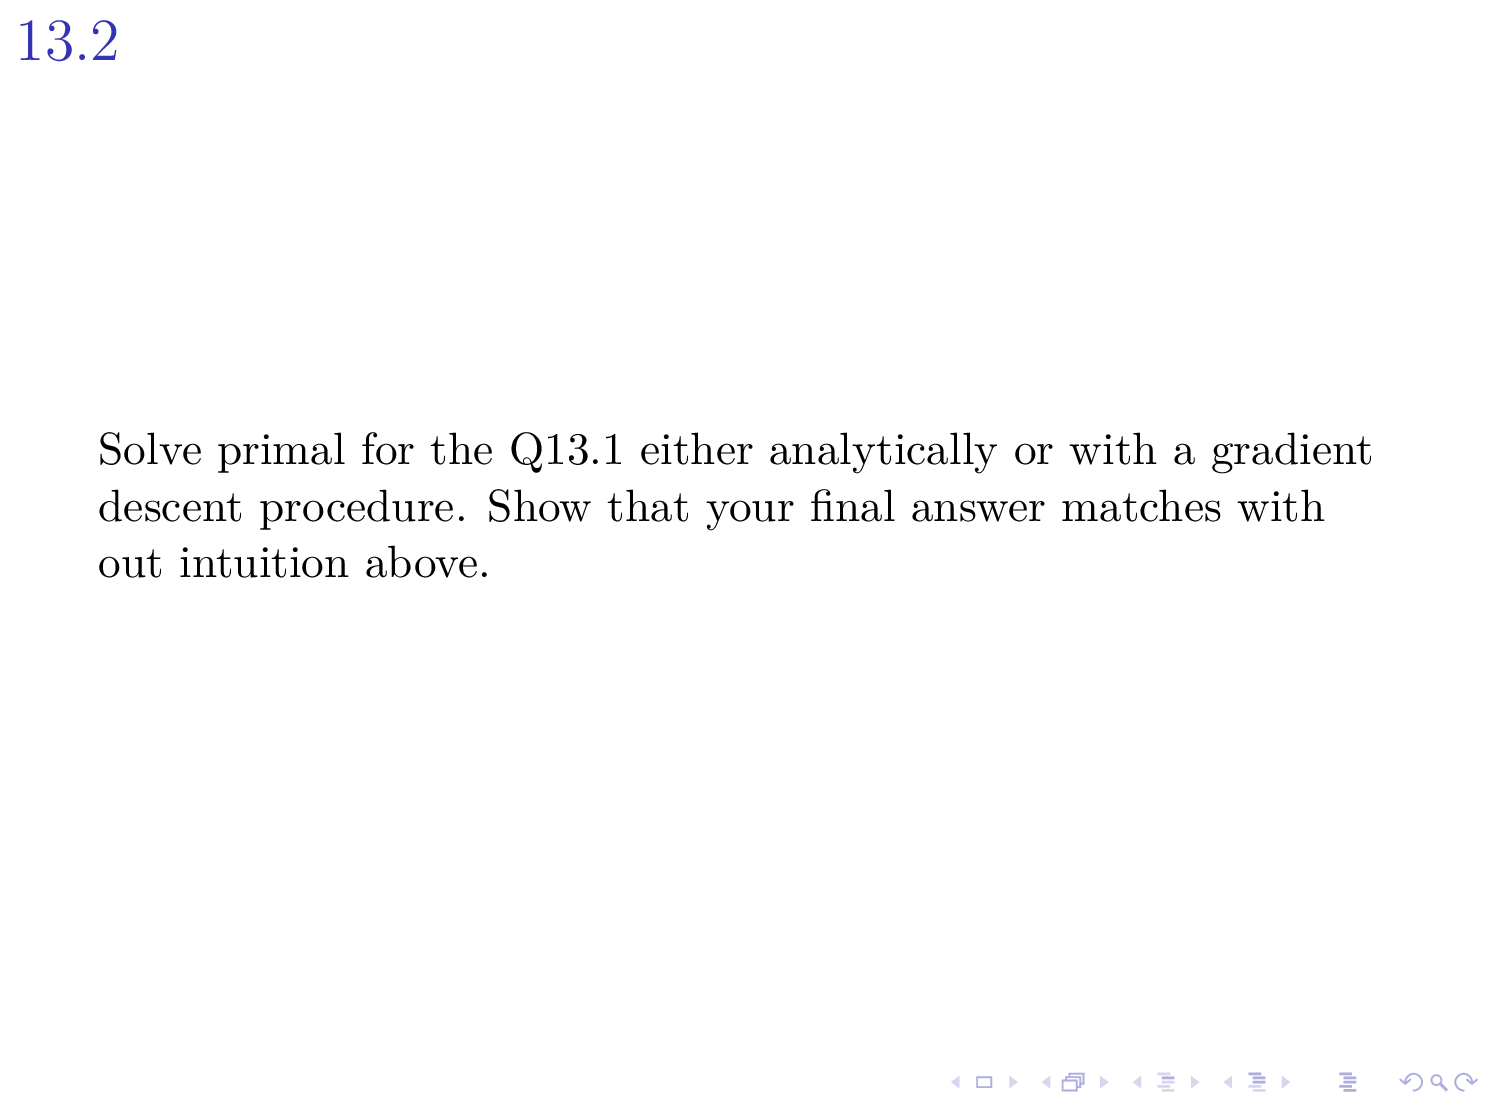 13.2
Solve primal for the Q13.1 either analytically or with a gradient
descent procedure. Show that your final answer matches with
out intuition above.